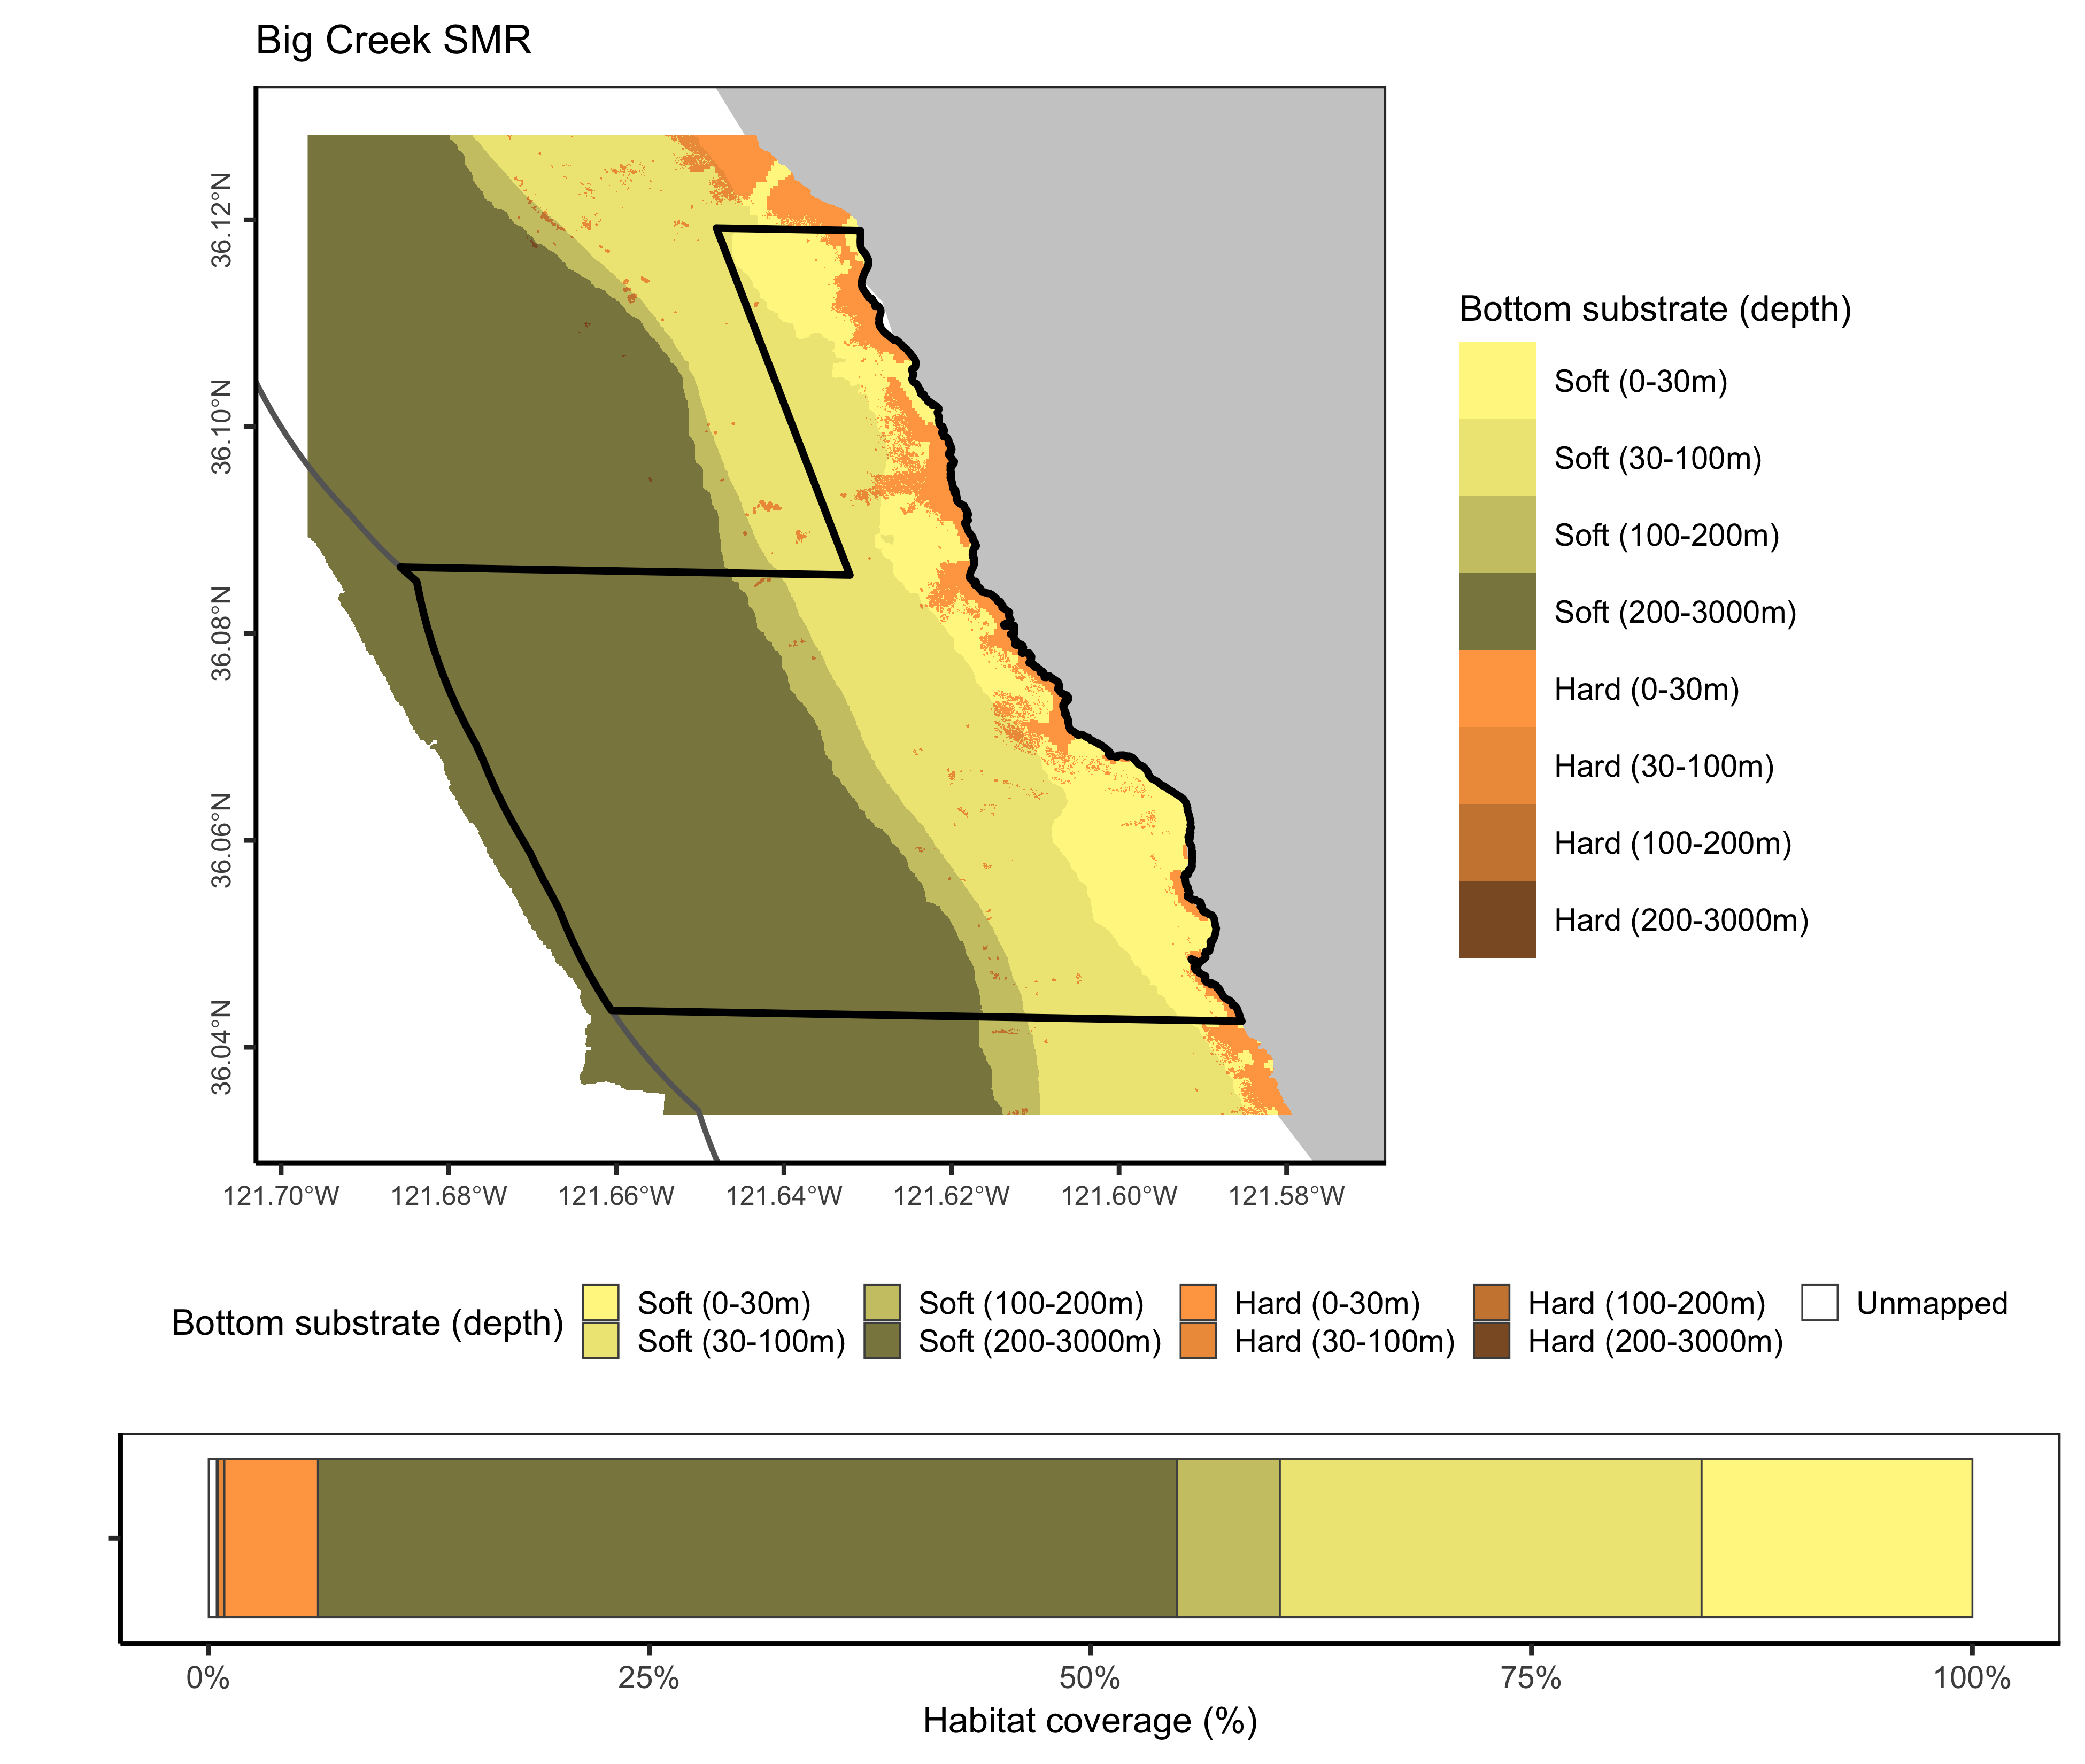 Big Creek SMR
36.12°N
36.10°N
36.08°N
36.06°N
36.04°N
121.70°W 121.68°W 121.66°W 121.64°W 121.62°W 121.60°W 121.58°W
Bottom substrate (depth)
Soft (0-30m)
Soft (30-100m)
Soft (100-200m)
Soft (200-3000m)
Hard (0-30m)
Hard (30-100m)
Hard (100-200m)
Hard (200-3000m)
Bottom substrate (depth)
Soft (0-30m) Soft (100-200m) Hard (0-30m) Hard (100-200m) Unmapped
Soft (30-100m) Soft (200-3000m) Hard (30-100m) Hard (200-3000m)
0% 25% 50% 75% 100%
Habitat coverage (%)